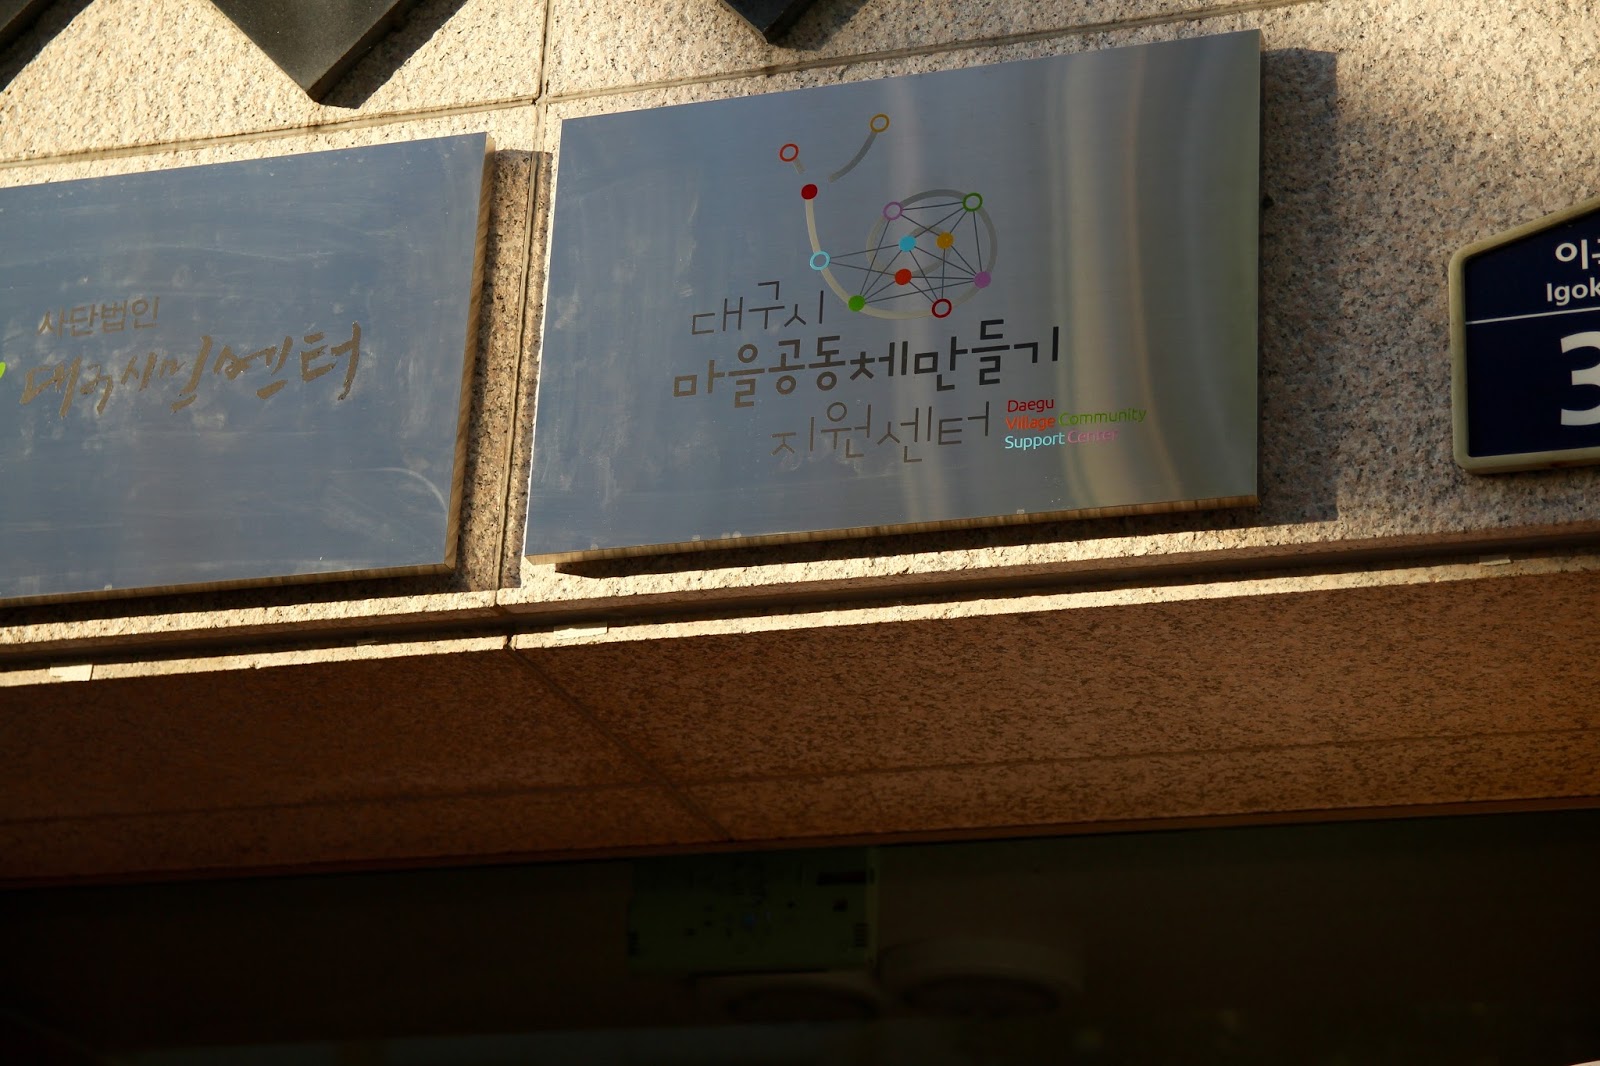 사단법인
대구시민센터
대구시
마을공동체만들기
지원센터
Daegu
Village Community
Support Center
이곡
Igok
3